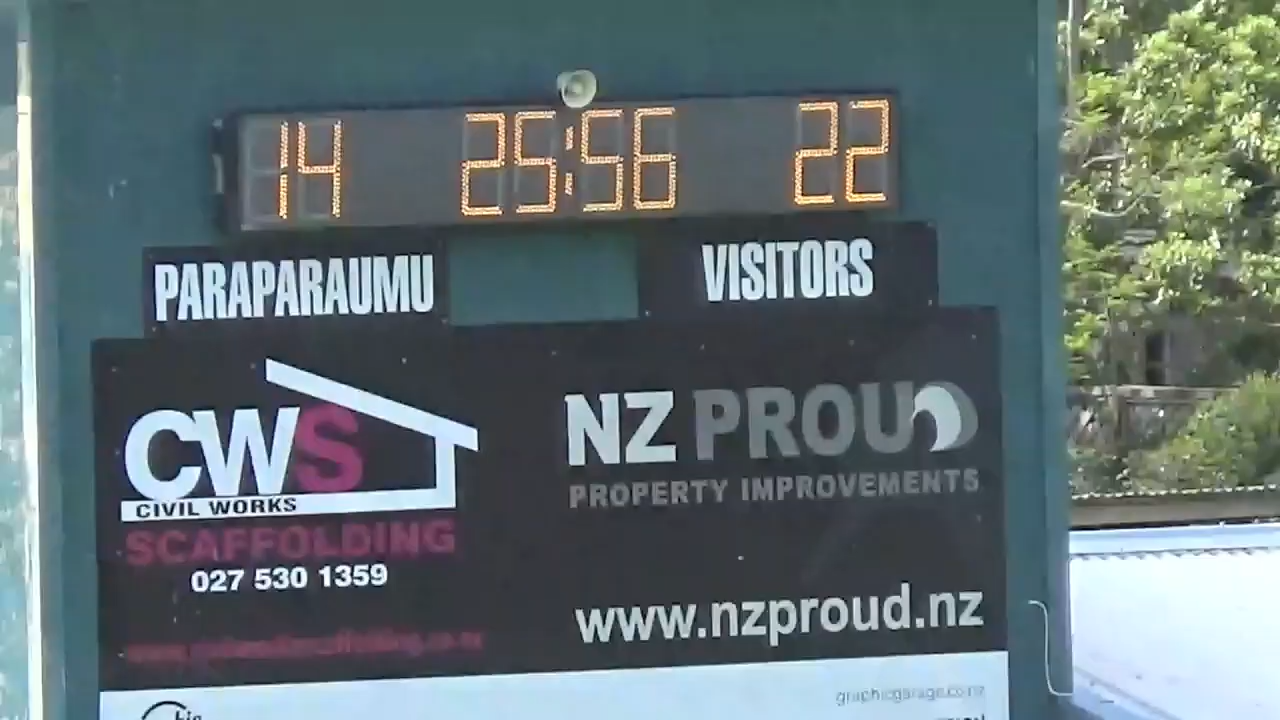 14 25:56 22
PARAPARAUMU VISITORS
CWS
CIVIL WORKS
SCAFFOLDING
027 530 1359
NZ PROUD
PROPERTY IMPROVEMENTS
www.nzproud.nz
graphicgarage.co.nz